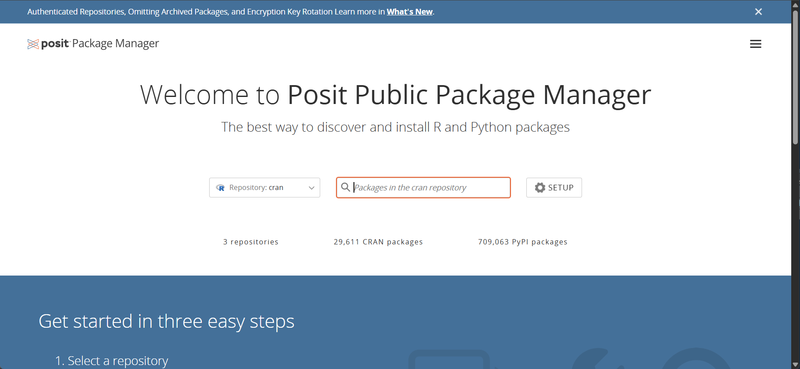 Authenticated Repositories, Omitting Archived Packages, and Encryption Key Rotation Learn more in What's New.
posit Package Manager
Welcome to Posit Public Package Manager
The best way to discover and install R and Python packages
Repository: cran
Packages in the cran repository
SETUP
3 repositories
29,611 CRAN packages
709,063 PyPI packages
Get started in three easy steps
1. Select a repository